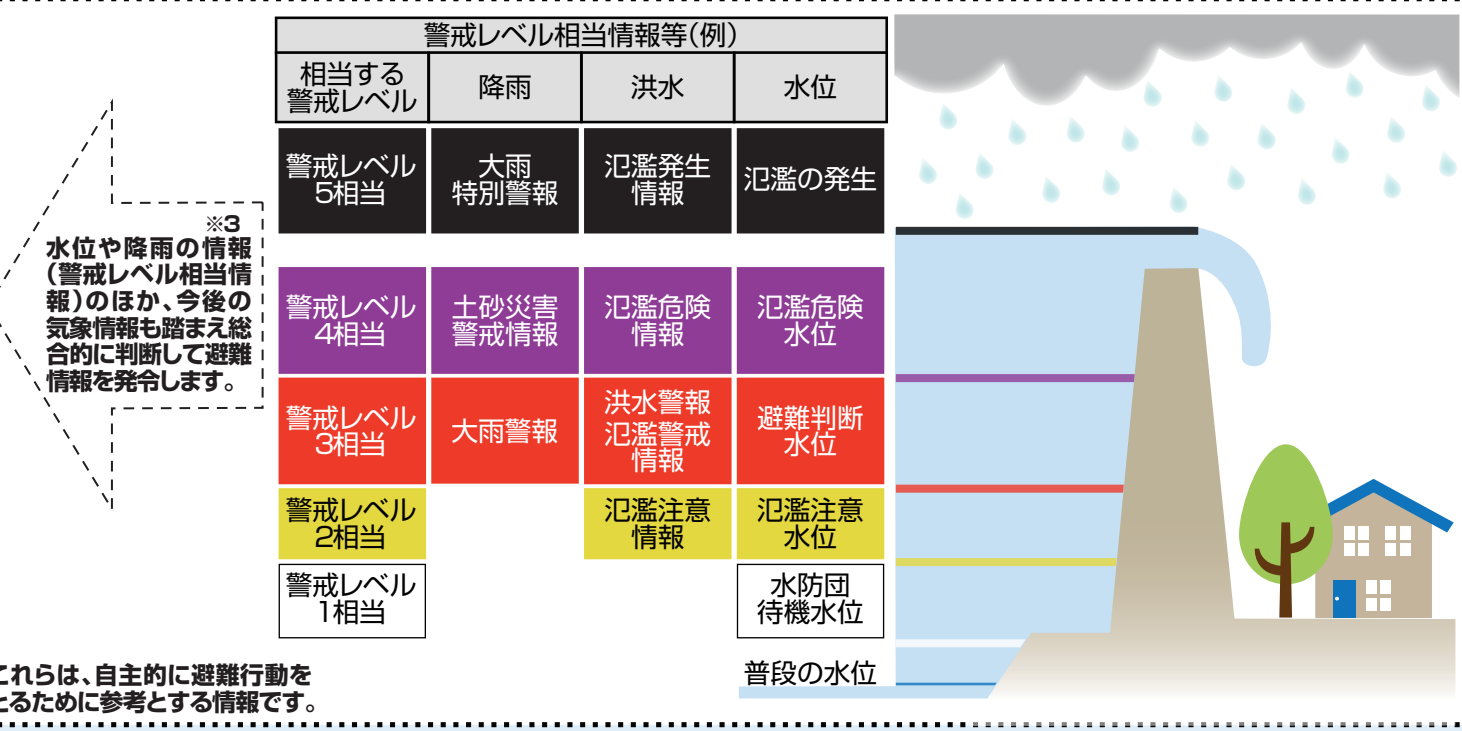 警戒レベル相当情報等(例)
相当する
警戒レベル
降雨
洪水
水位
警戒レベル
5相当
大雨
特別警報
氾濫発生
情報
氾濫の発生
警戒レベル
4相当
土砂災害
警戒情報
氾濫危険
情報
氾濫危険
水位
警戒レベル
3相当
大雨警報
洪水警報
氾濫警戒
情報
避難判断
水位
警戒レベル
2相当
氾濫注意
情報
氾濫注意
水位
警戒レベル
1相当
水防団
待機水位
普段の水位
※3
水位や降雨の情報
(警戒レベル相当情
報)のほか、今後の
気象情報も踏まえ総
合的に判断して避難
情報を発令します。
これらは、自主的に避難行動を
とるために参考とする情報です。